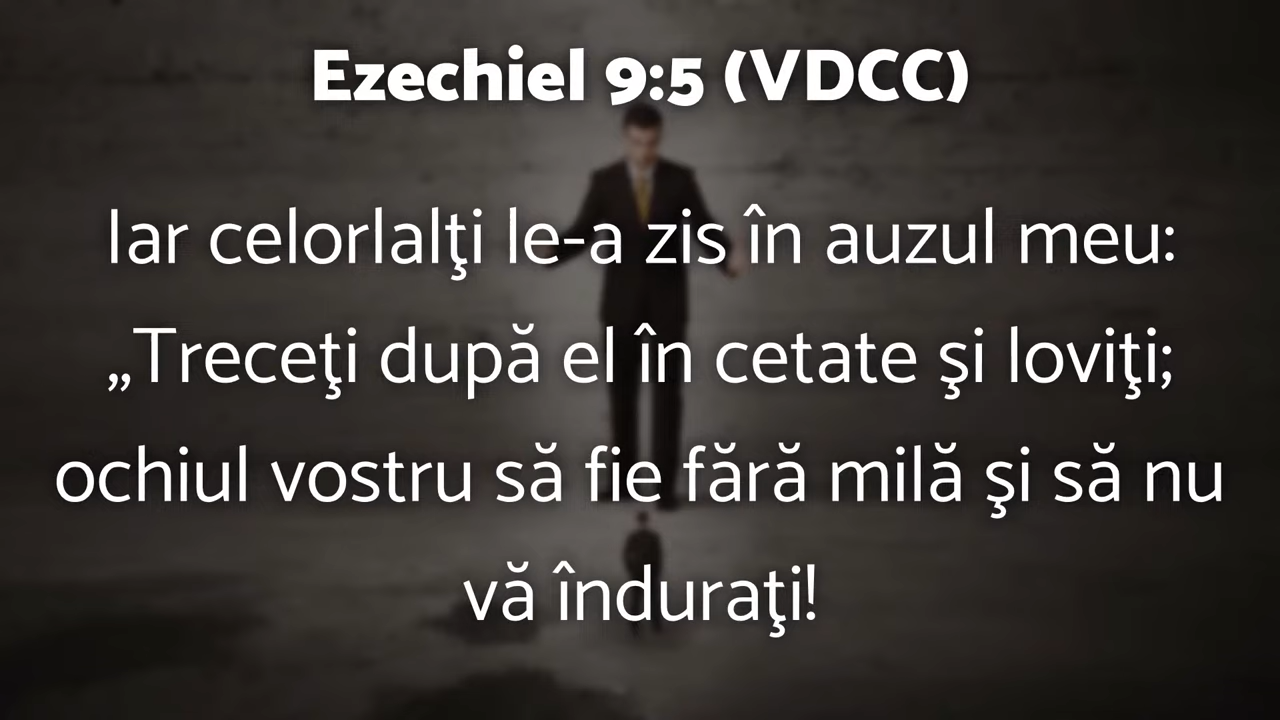 Ezechiel 9:5 (VDCC)
Iar celorlalţi le-a zis în auzul meu:
„Treceţi după el în cetate şi loviţi;
ochiul vostru să fie fără milă şi să nu
vă înduraţi!